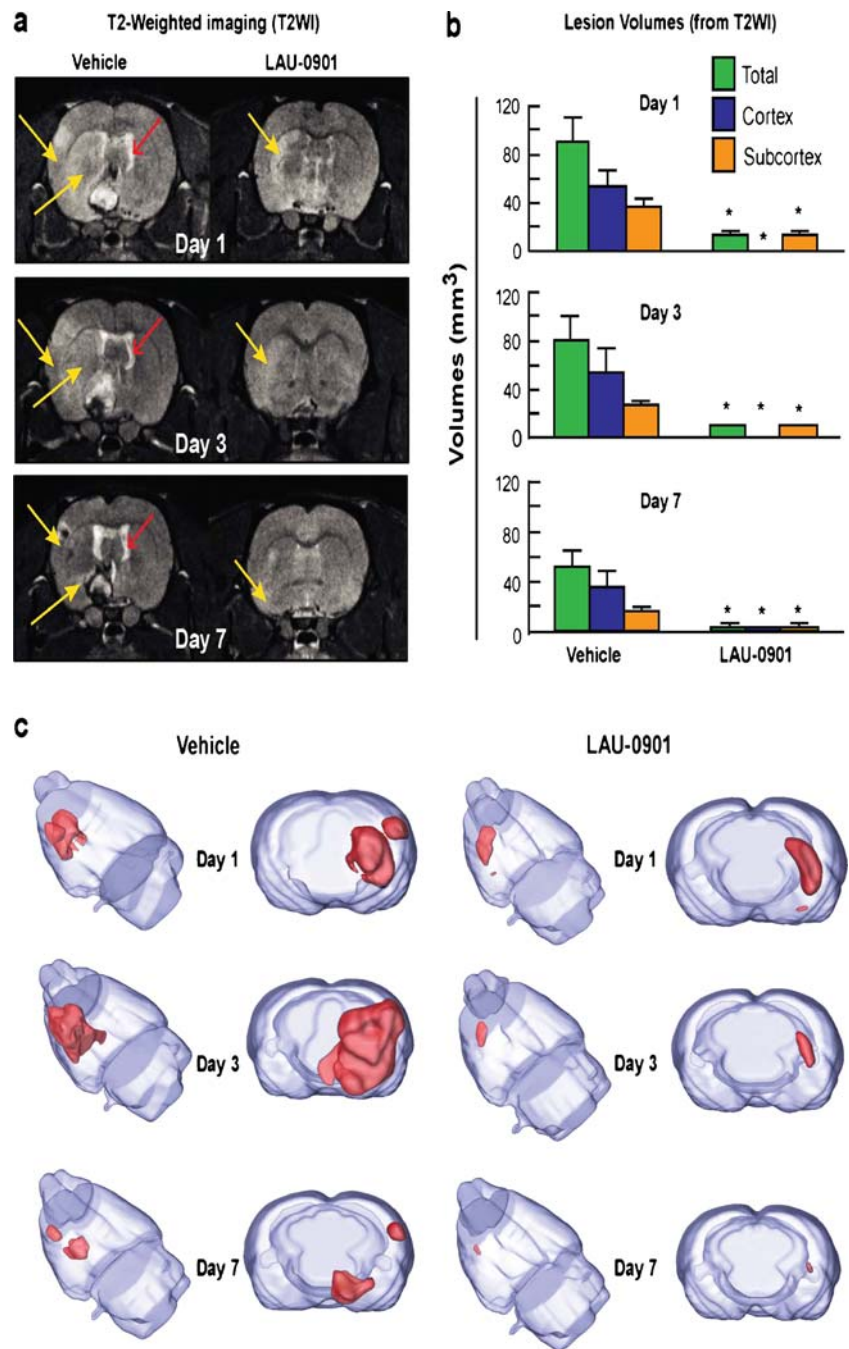 a
T2-Weighted imaging (T2WI)
Vehicle LAU-0901
Day 1
Day 3
Day 7
b
Lesion Volumes (from T2WI)
Total
Cortex
Subcortex
Volumes (mm3)
Day 1
120
80
40
0
* * *
Day 3
120
80
40
0
* * *
Day 7
120
80
40
0
* * *
Vehicle LAU-0901
c
Vehicle LAU-0901
Day 1 Day 1
Day 3 Day 3
Day 7 Day 7